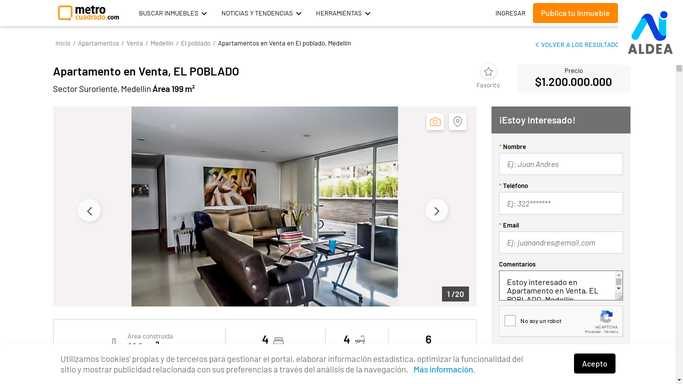 metro
cuadrado.com
BUSCAR INMUEBLES
NOTICIAS Y TENDENCIAS
HERRAMIENTAS
INGRESAR
Publica tu Inmueble
ALDEA
Inicio / Apartamentos / Venta / Medellín / El poblado / Apartamentos en Venta en El poblado, Medellín
VOLVER A LOS RESULTADO
Apartamento en Venta, EL POBLADO
Sector Suroriente, Medellín Área 199 m²
Favorito
Precio
$1.200.000.000
¡Estoy Interesado!
* Nombre
Ej: Juan Andres
* Teléfono
Ej: 322*******
* Email
Ej: juanandres@email.com
Comentarios
Estoy interesado en
Apartamento en Venta, EL
POBLADO, Medellín
1 / 20
No soy un robot
reCAPTCHA
Privacidad - Términos
Área construida
4
4
6
Utilizamos 'cookies' propias y de terceros para gestionar el portal, elaborar información estadística, optimizar la funcionalidad del
sitio y mostrar publicidad relacionada con sus preferencias a través del análisis de la navegación. Más información.
Acepto